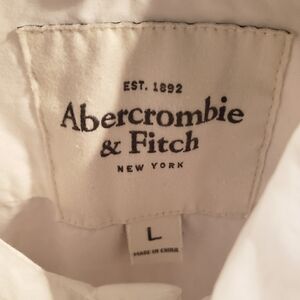 EST. 1892
Abercrombie
& Fitch
NEW YORK
L
MADE IN CHINA